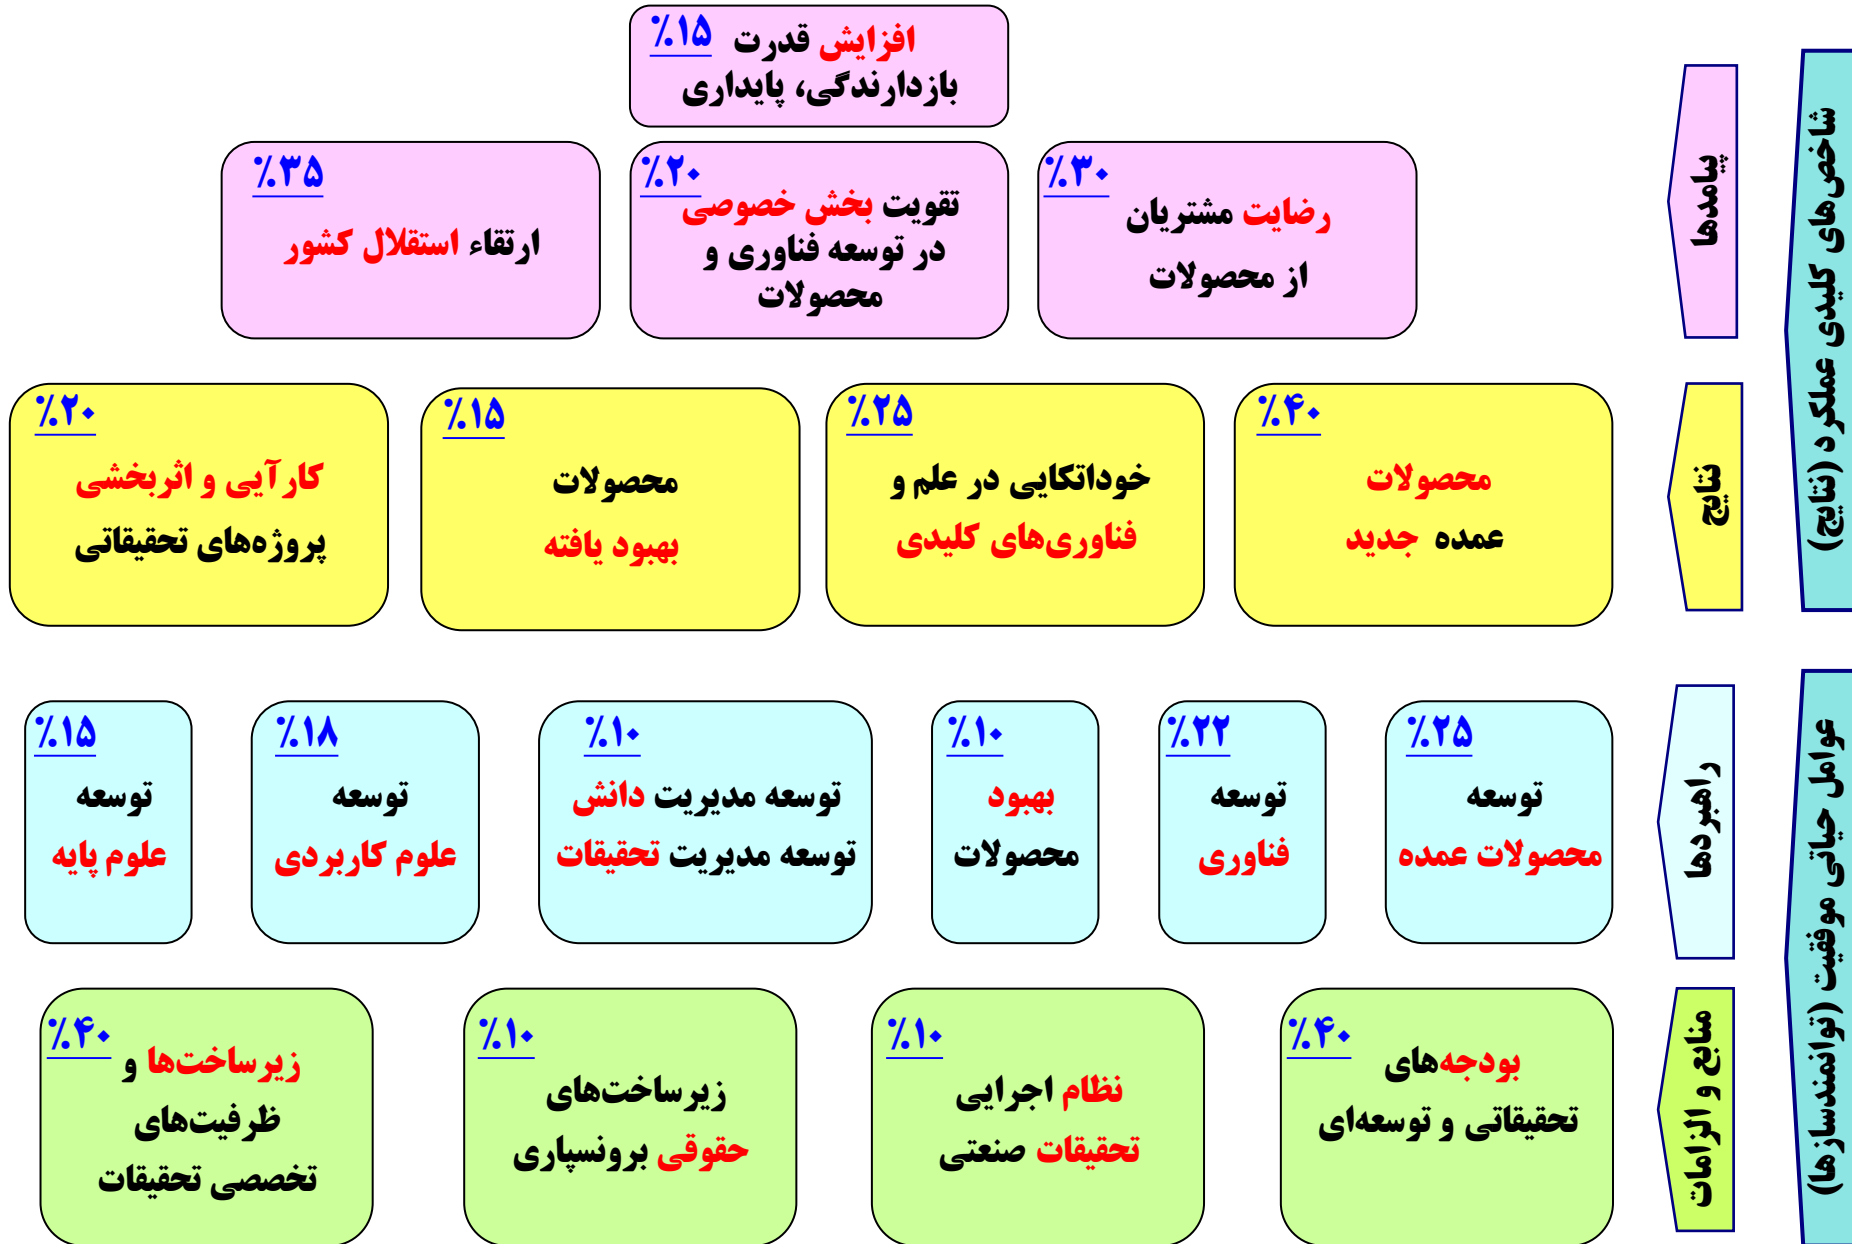 ٪۱۵ افزایش قدرت
بازدارندگی، پایداری
٪۳۰
رضایت مشتریان
از محصولات
٪۲۰
تقویت بخش خصوصی
در توسعه فناوری و
محصولات
٪۳۵
ارتقاء استقلال کشور
پیامدها
شاخص‌های کلیدی عملکرد (نتایج)
٪۴۰
محصولات
عمده جدید
٪۲۵
خوداتکایی در علم و
فناوری‌های کلیدی
٪۱۵
محصولات
بهبود یافته
٪۲۰
کارآیی و اثربخشی
پروژه‌های تحقیقاتی
نتایج
٪۲۵
توسعه
محصولات عمده
٪۲۲
توسعه
فناوری
٪۱۰
بهبود
محصولات
٪۱۰
توسعه مدیریت دانش
توسعه مدیریت تحقیقات
٪۱۸
توسعه
علوم کاربردی
٪۱۵
توسعه
علوم پایه
راهبردها
عوامل حیاتی موفقیت (توانمندسازها)
٪۴۰
بودجه‌های
تحقیقاتی و توسعه‌ای
٪۱۰
نظام اجرایی
تحقیقات صنعتی
٪۱۰
زیرساخت‌های
حقوقی برونسپاری
٪۴۰
زیرساخت‌ها و
ظرفیت‌های
تخصصی تحقیقات
منابع و الزامات